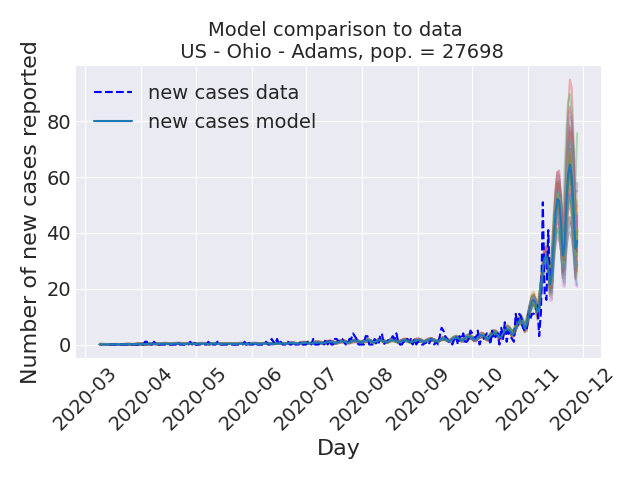 Model comparison to data
US - Ohio - Adams, pop. = 27698
Number of new cases reported
new cases data
new cases model
80
60
40
20
0
2020-03
2020-04
2020-05
2020-06
2020-07
2020-08
2020-09
2020-10
2020-11
2020-12
Day